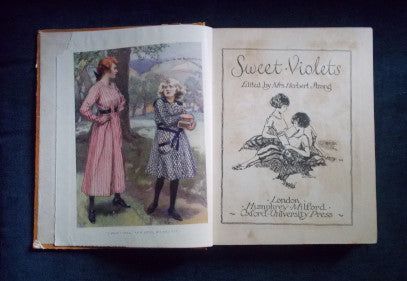 Sweet Violets
Edited by Mrs Herbert Strang
London
Humphrey Milford
Oxford University Press